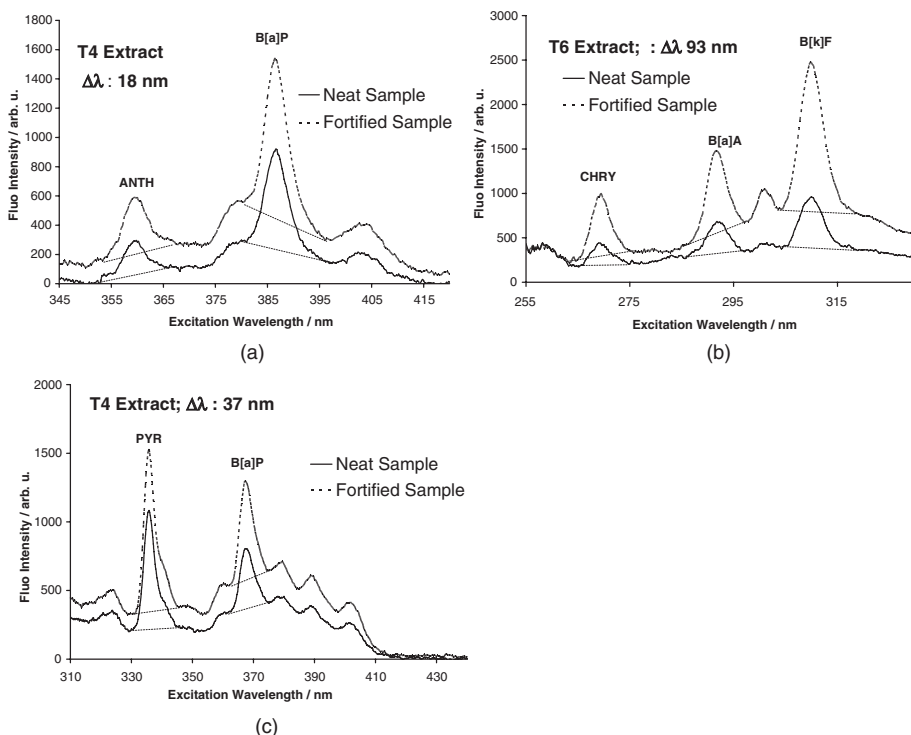 T4 Extract
Δλ : 18 nm
B[a]P
ANTH
Neat Sample
Fortified Sample
Fluo Intensity / arb. u.
1800
1600
1400
1200
1000
800
600
400
200
0
345 355 365 375 385 395 405 415
Excitation Wavelength / nm
(a)
T6 Extract; : Δλ 93 nm
B[k]F
Neat Sample
Fortified Sample
B[a]A
CHRY
Fluo Intensity / arb. u.
3000
2500
2000
1500
1000
500
0
255 275 295 315
Excitation Wavelength / nm
(b)
T4 Extract; Δλ : 37 nm
PYR
B[a]P
Neat Sample
Fortified Sample
Fluo Intensity / arb. u.
2000
1500
1000
500
0
310 330 350 370 390 410 430
Excitation Wavelength / nm
(c)